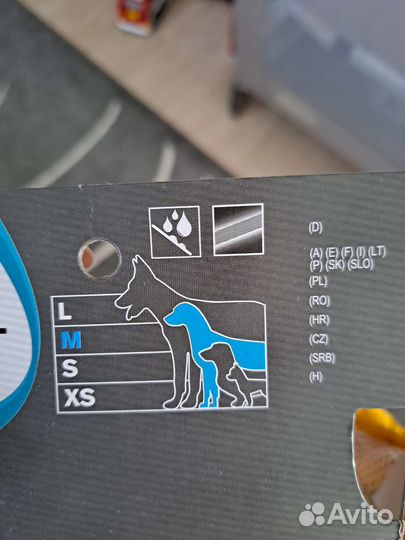 (D)
(A) (E) (F) (I) (LT)
(P) (SK) (SLO)
(PL)
(RO)
(HR)
(CZ)
(SRB)
(H)
L
M
S
XS
Avito